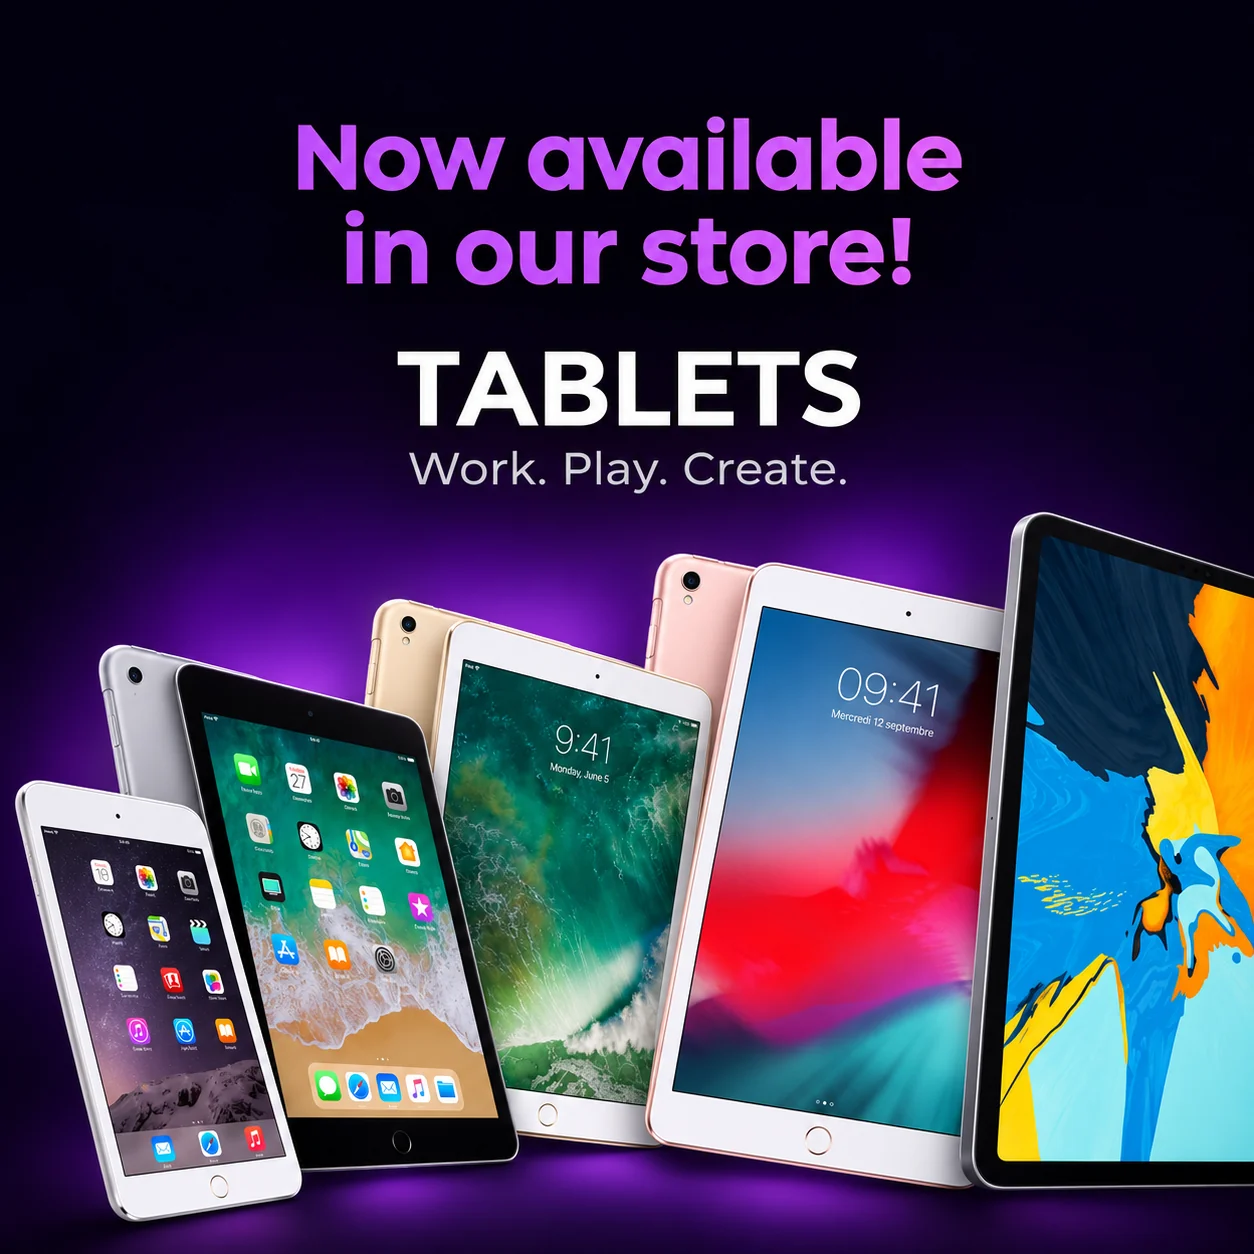 Now available
in our store!
TABLETS
Work. Play. Create.
09:41
Mercredi 12 septembre
9:41
Monday, June 5
27